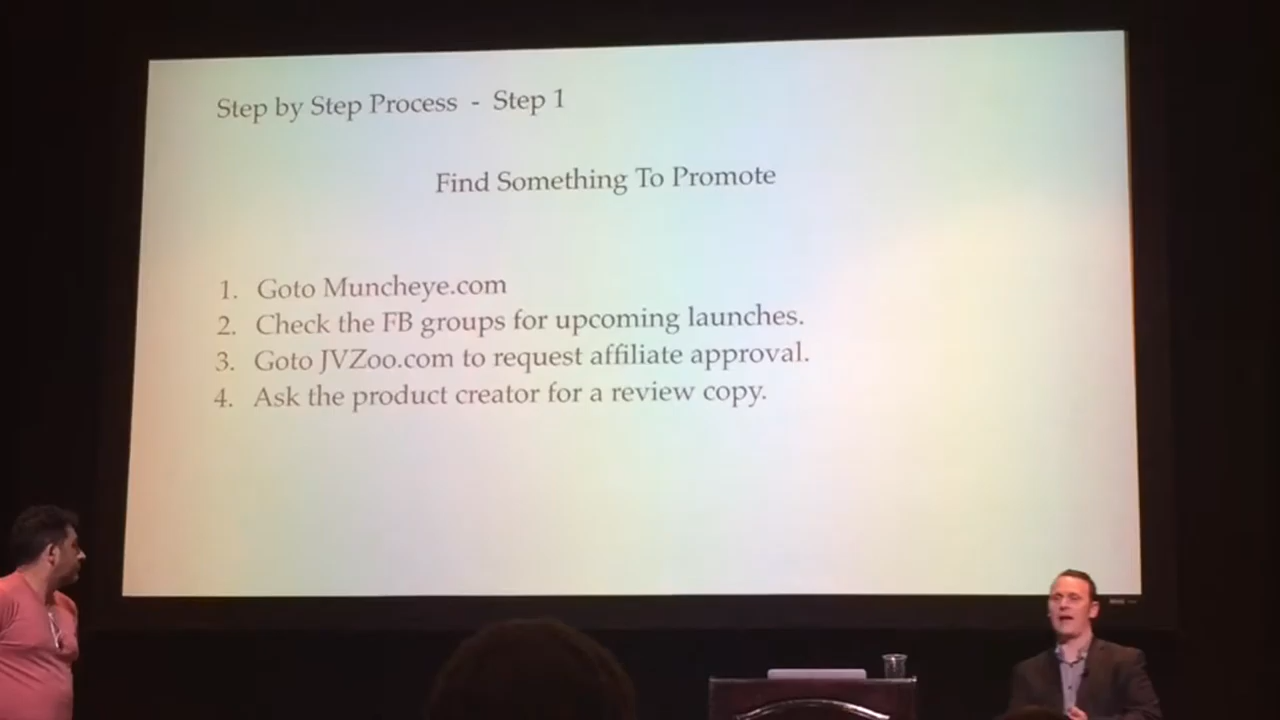 Step by Step Process - Step 1
Find Something To Promote
1. Goto Muncheye.com
2. Check the FB groups for upcoming launches.
3. Goto JVZoo.com to request affiliate approval.
4. Ask the product creator for a review copy.